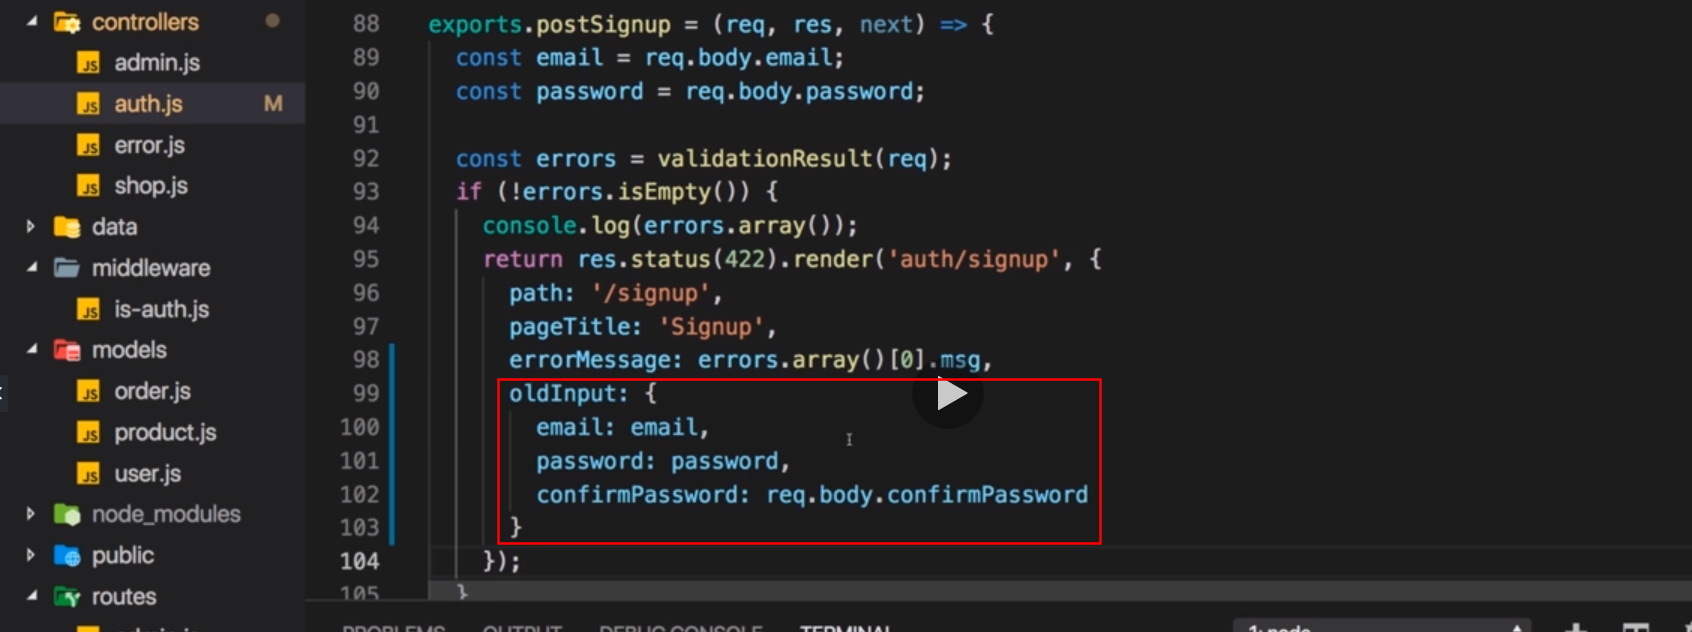 controllers
admin.js
auth.js M
error.js
shop.js
data
middleware
is-auth.js
models
order.js
product.js
user.js
node_modules
public
routes
88 exports.postSignup = (req, res, next) => {
89 const email = req.body.email;
90 const password = req.body.password;
91
92 const errors = validationResult(req);
93 if (!errors.isEmpty()) {
94 console.log(errors.array());
95 return res.status(422).render('auth/signup', {
96 path: '/signup',
97 pageTitle: 'Signup',
98 errorMessage: errors.array()[0].msg,
99 oldInput: {
100 email: email,
101 password: password,
102 confirmPassword: req.body.confirmPassword
103 }
104 });
105 }
PROBLEMS OUTPUT DEBUG CONSOLE TERMINAL 1: node